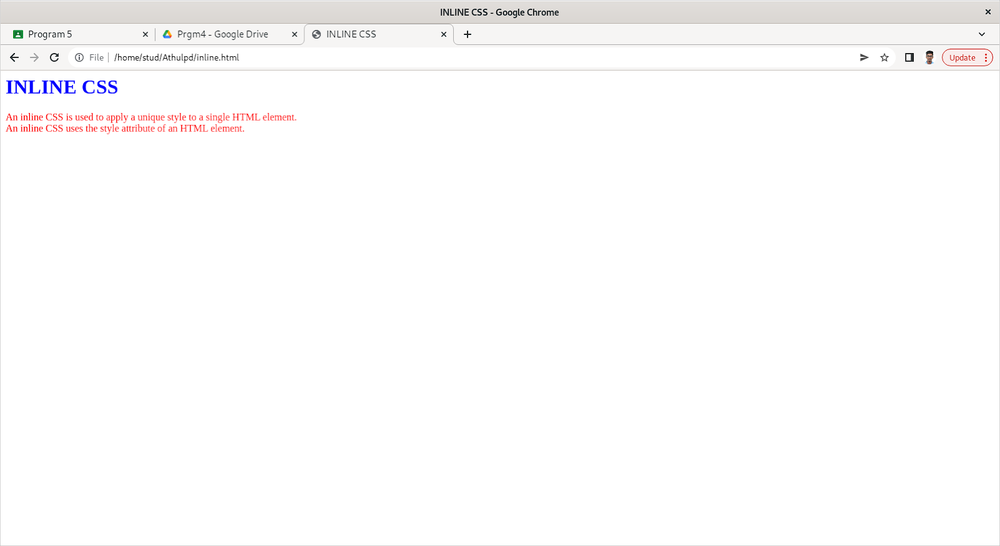 INLINE CSS - Google Chrome
Program 5
Prgm4 - Google Drive
INLINE CSS
File
/home/stud/Athulpd/inline.html
Update
INLINE CSS
An inline CSS is used to apply a unique style to a single HTML element.
An inline CSS uses the style attribute of an HTML element.